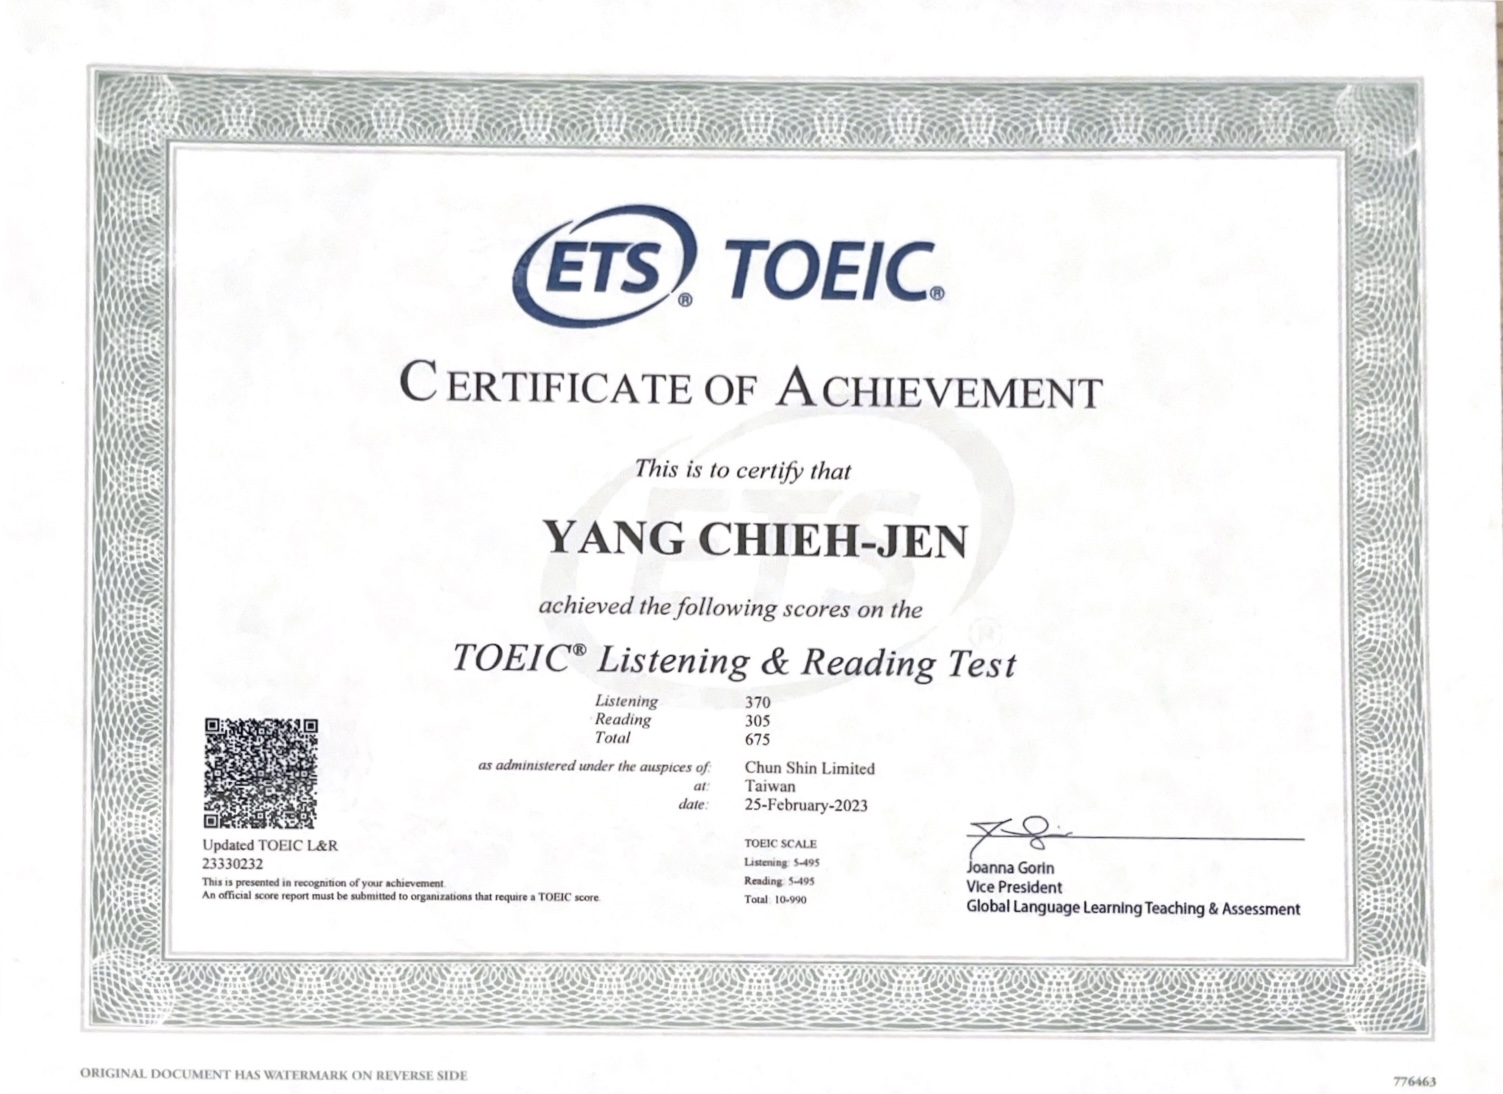 ETS® TOEIC®
CERTIFICATE OF ACHIEVEMENT
This is to certify that
YANG CHIEH-JEN
achieved the following scores on the
TOEIC® Listening & Reading Test
Listening 370
Reading 305
Total 675
as administered under the auspices of: Chun Shin Limited
at: Taiwan
date: 25-February-2023
Updated TOEIC L&R
23330232
This is presented in recognition of your achievement.
An official score report must be submitted to organizations that require a TOEIC score.
TOEIC SCALE
Listening: 5-495
Reading: 5-495
Total: 10-990
Joanna Gorin
Vice President
Global Language Learning Teaching & Assessment
ETS®
ORIGINAL DOCUMENT HAS WATERMARK ON REVERSE SIDE
776463